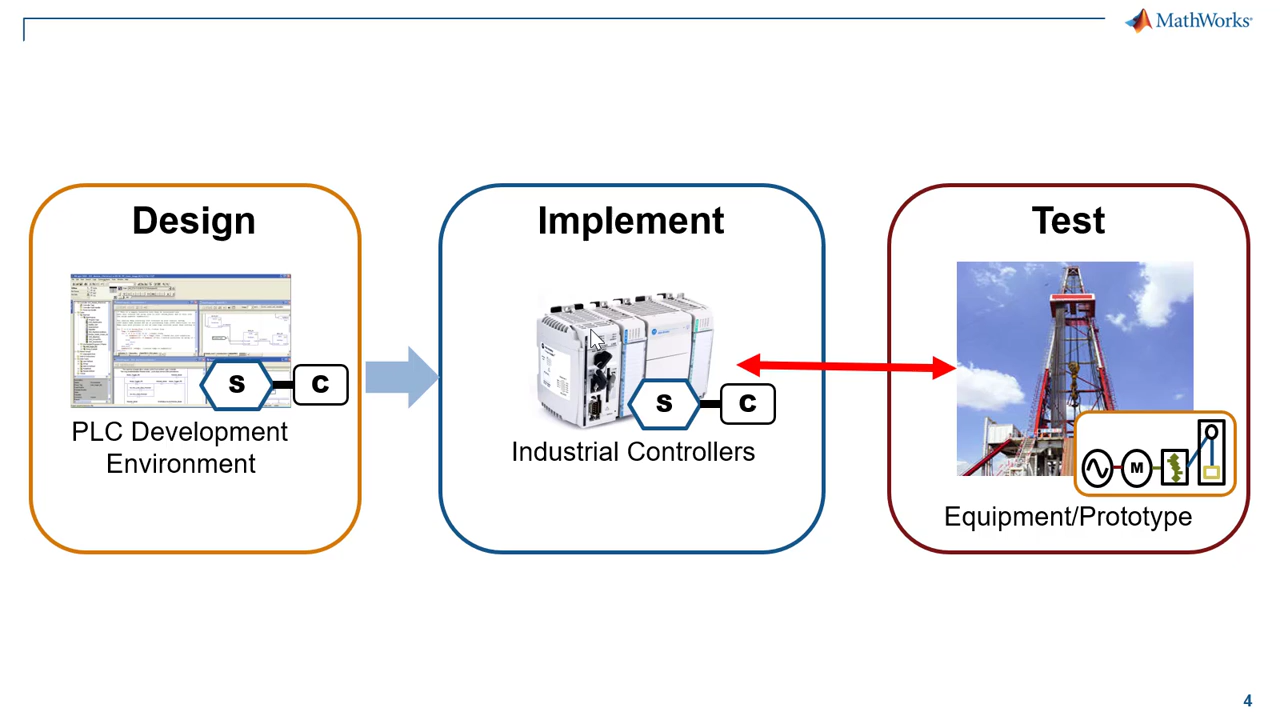 MathWorks
Design
Implement
Test
S
C
PLC Development
Environment
S
C
Industrial Controllers
M
Equipment/Prototype
4